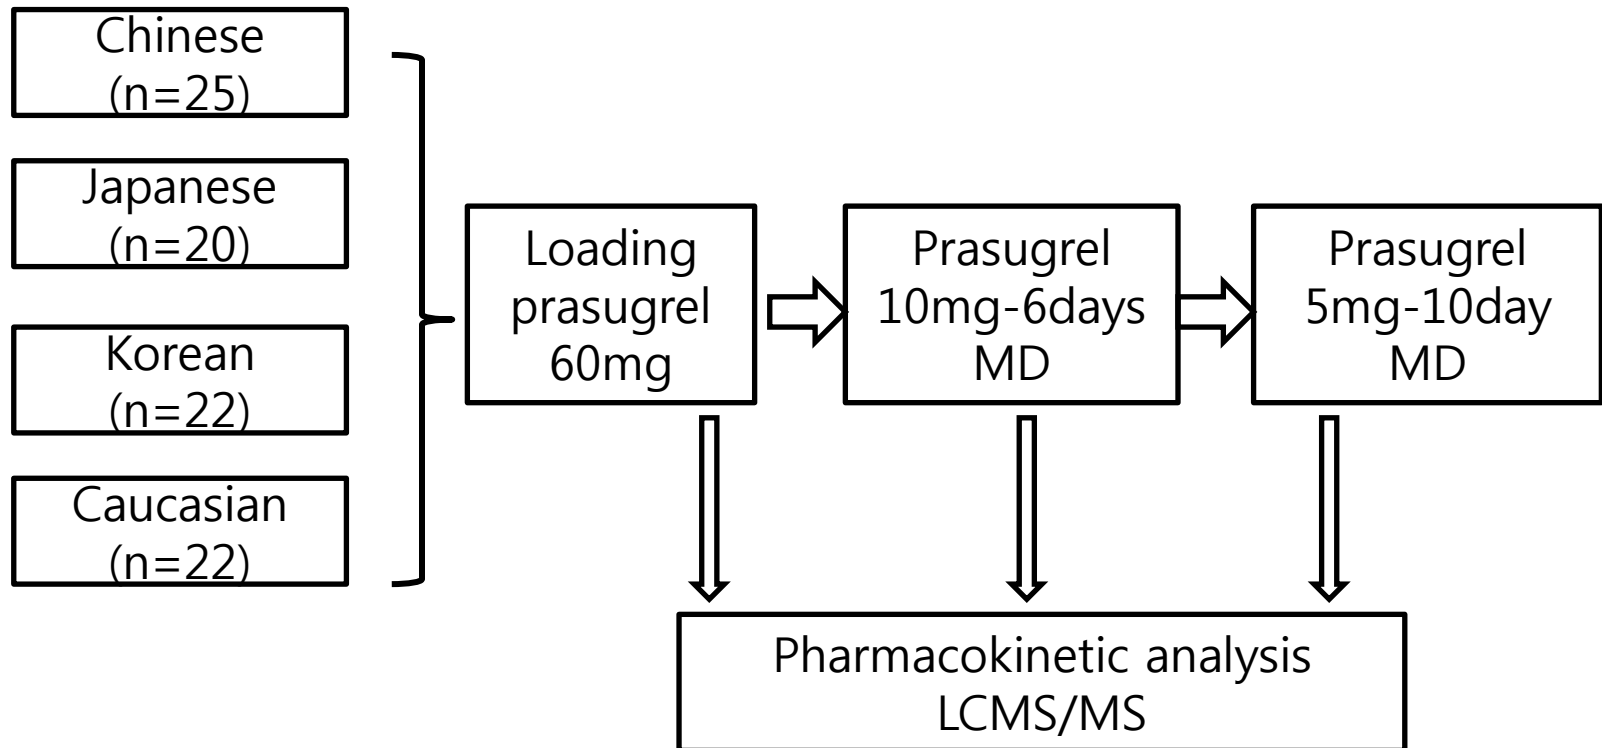 Chinese
(n=25)
Japanese
(n=20)
Korean
(n=22)
Caucasian
(n=22)
Loading
prasugrel
60mg
Prasugrel
10mg-6days
MD
Prasugrel
5mg-10day
MD
Pharmacokinetic analysis
LCMS/MS